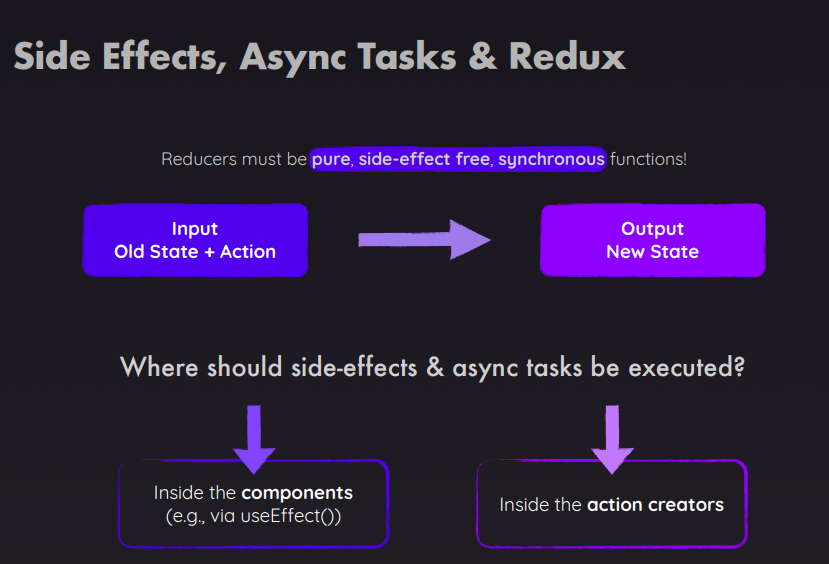 Side Effects, Async Tasks & Redux
Reducers must be pure, side-effect free, synchronous functions!
Input
Old State + Action
Output
New State
Where should side-effects & async tasks be executed?
Inside the components
(e.g., via useEffect())
Inside the action creators